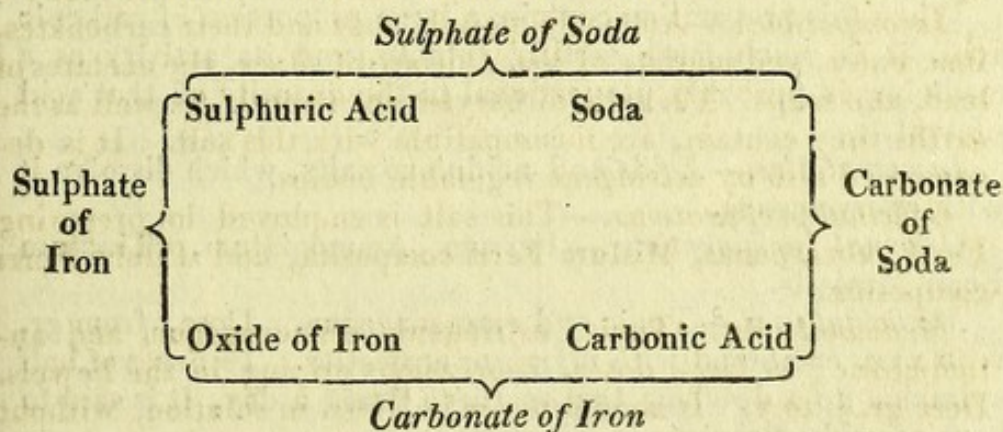 Sulphate of Soda
Sulphuric Acid Soda
Sulphate
of
Iron
Carbonate
of
Soda
Oxide of Iron Carbonic Acid
Carbonate of Iron